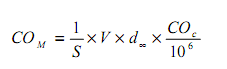 CO_M = 1/S × V × d_∞ × CO_c/10^6